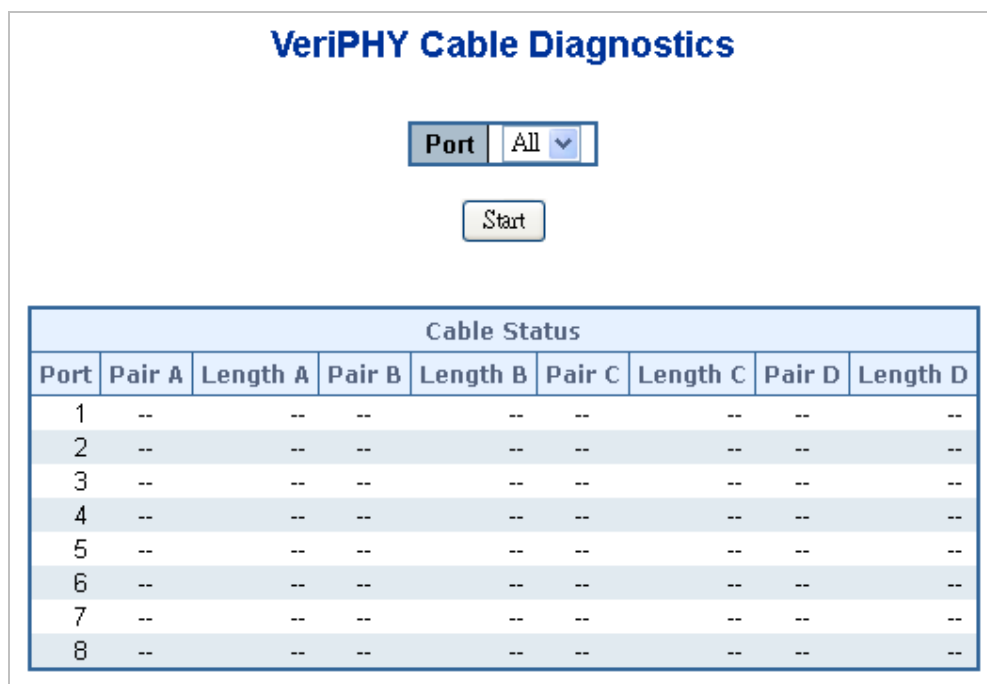 VeriPHY Cable Diagnostics
Port All
Start
Cable Status
Port Pair A Length A Pair B Length B Pair C Length C Pair D Length D
1 -- -- -- -- -- -- -- --
2 -- -- -- -- -- -- -- --
3 -- -- -- -- -- -- -- --
4 -- -- -- -- -- -- -- --
5 -- -- -- -- -- -- -- --
6 -- -- -- -- -- -- -- --
7 -- -- -- -- -- -- -- --
8 -- -- -- -- -- -- -- --